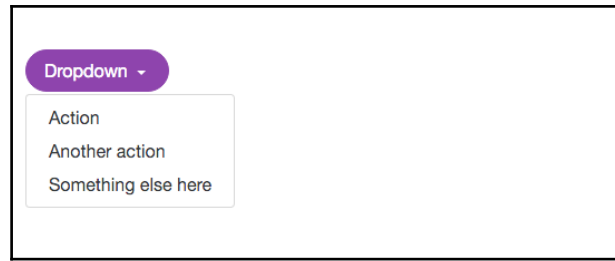 Dropdown
Action
Another action
Something else here